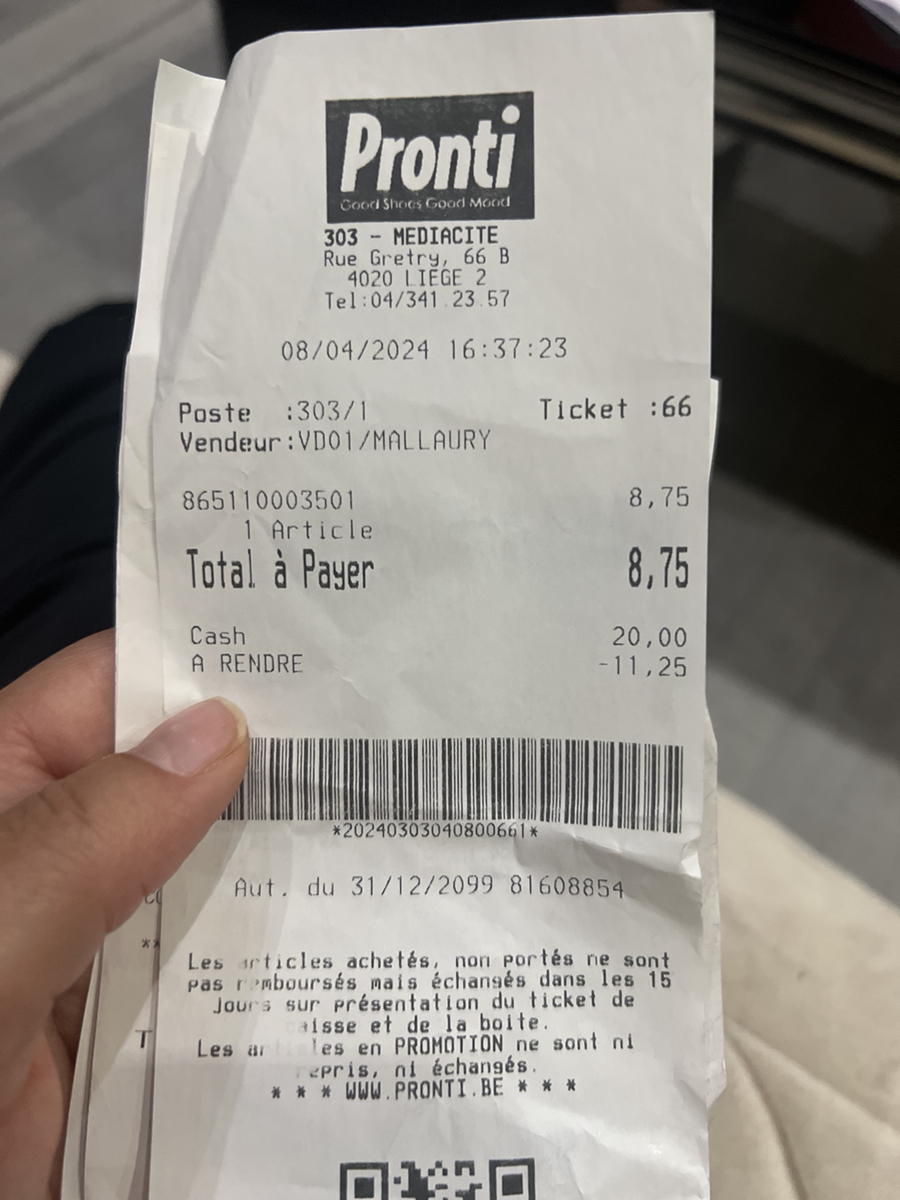 Pronti
Good Shoes Good Mood
303 - MEDIACITE
Rue Gretry, 66 B
4020 LIEGE 2
Tel:04/341.23.57
08/04/2024 16:37:23
Poste :303/1 Ticket :66
Vendeur:VD01/MALLAURY
865110003501 8,75
1 Article
Total à Payer 8,75
Cash 20,00
A RENDRE -11,25
*20240303040800661*
Aut. du 31/12/2099 81608854
Les articles achetés, non portés ne sont
pas remboursés mais échangés dans les 15
jours sur présentation du ticket de
aisse et de la boite.
Les en PROMOTION ne sont ni
epris, ni échangés.
* * * WWW.PRONTI.BE * * *
**
T